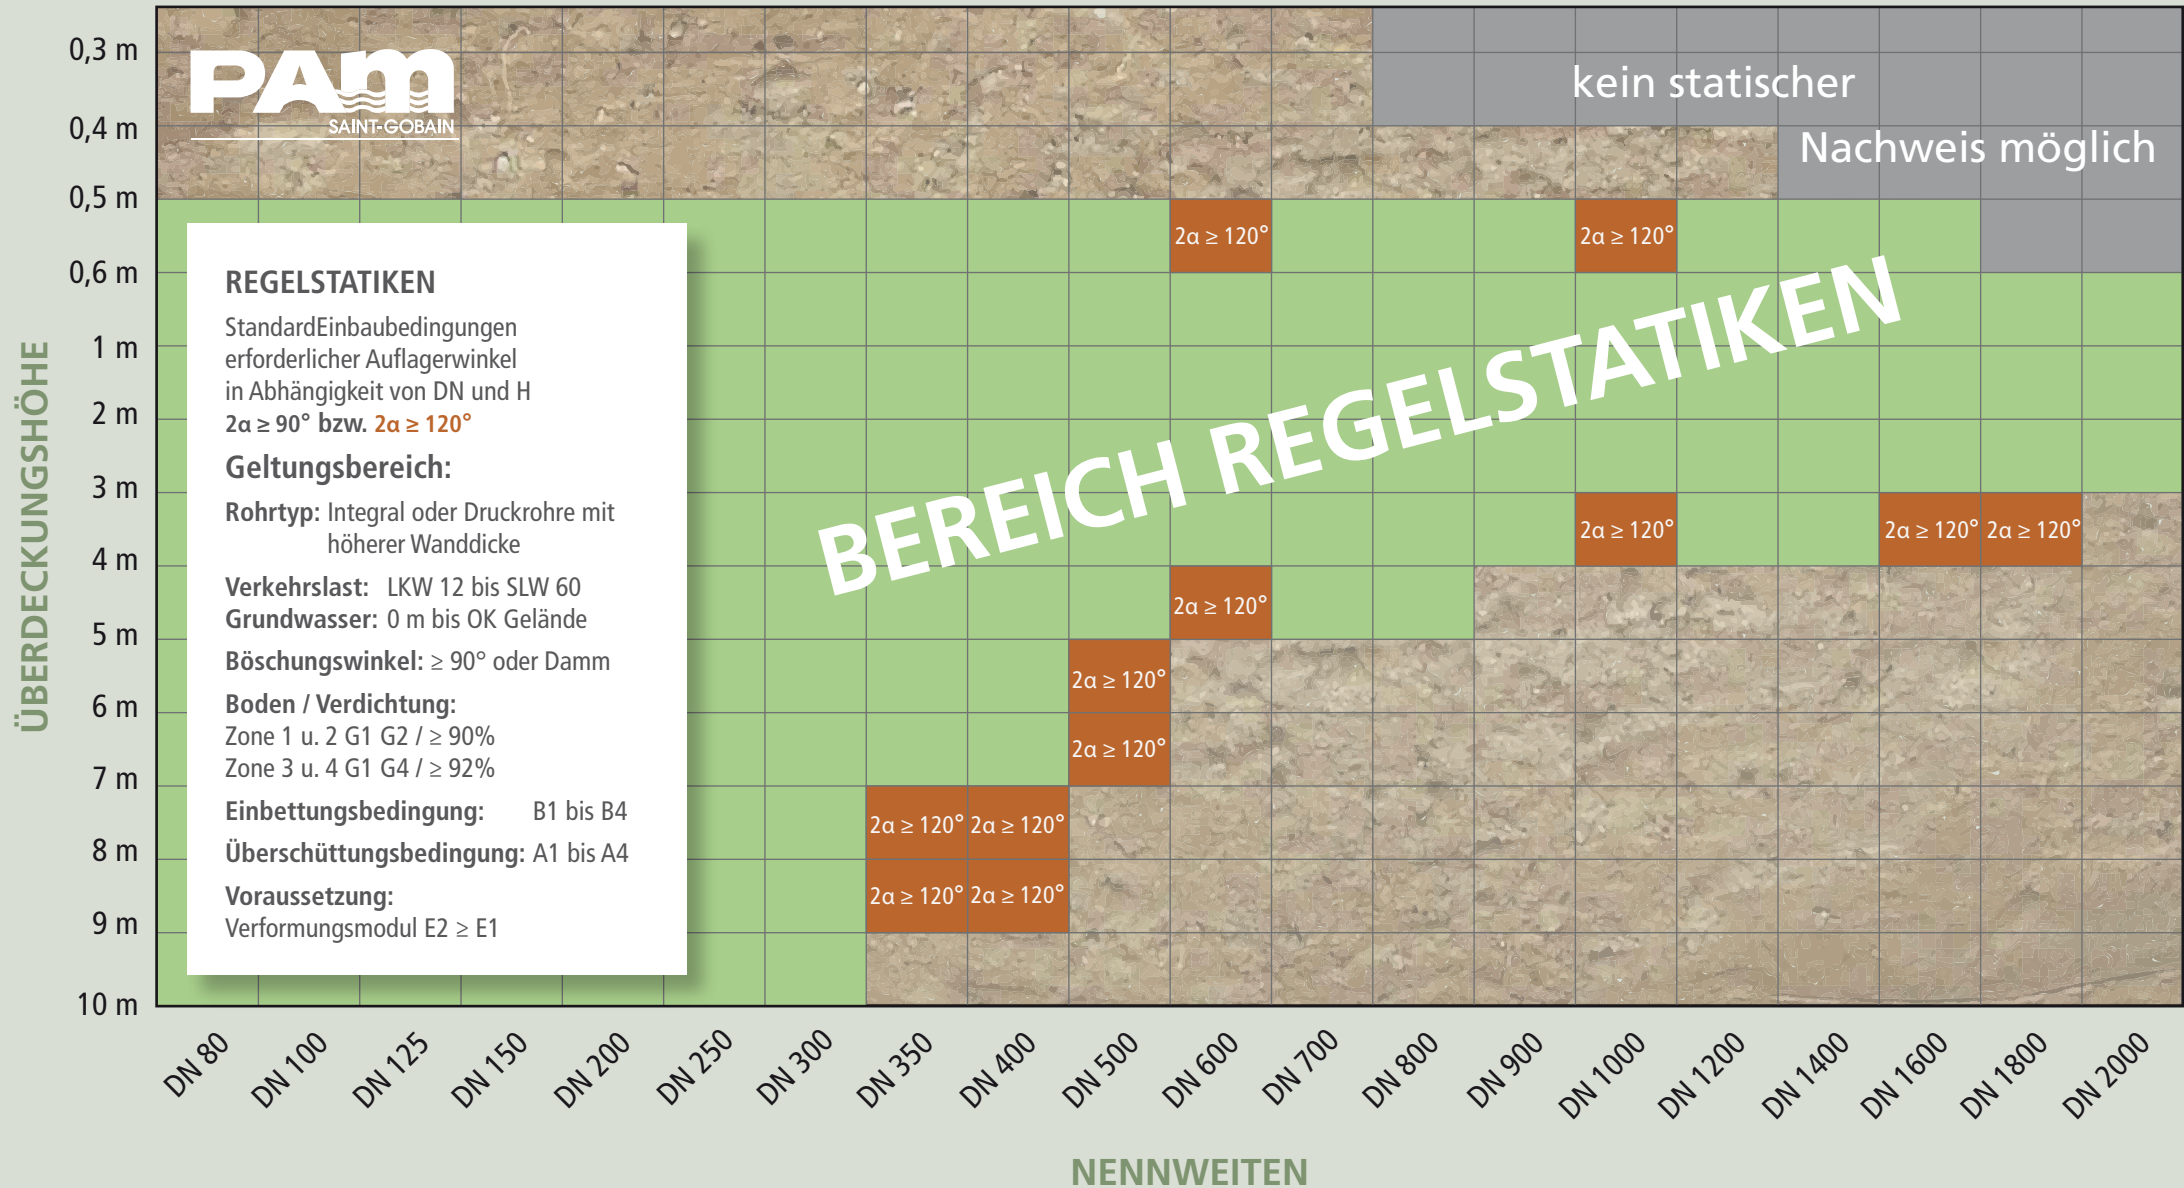 0,3 m
0,4 m
0,5 m
0,6 m
1 m
2 m
3 m
4 m
5 m
6 m
7 m
8 m
9 m
10 m
ÜBERDECKUNGSHÖHE
PAM
SAINT-GOBAIN
kein statischer
Nachweis möglich
REGELSTATIKEN
StandardEinbaubedingungen
erforderlicher Auflagerwinkel
in Abhängigkeit von DN und H
2α ≥ 90° bzw. 2α ≥ 120°
Geltungsbereich:
Rohrtyp: Integral oder Druckrohre mit
höherer Wanddicke
Verkehrslast: LKW 12 bis SLW 60
Grundwasser: 0 m bis OK Gelände
Böschungswinkel: ≥ 90° oder Damm
Boden / Verdichtung:
Zone 1 u. 2 G1 G2 / ≥ 90%
Zone 3 u. 4 G1 G4 / ≥ 92%
Einbettungsbedingung: B1 bis B4
Überschüttungsbedingung: A1 bis A4
Voraussetzung:
Verformungsmodul E2 ≥ E1
2α ≥ 120° 2α ≥ 120°
BEREICH REGELSTATIKEN
2α ≥ 120° 2α ≥ 120° 2α ≥ 120°
2α ≥ 120°
2α ≥ 120°
2α ≥ 120°
2α ≥ 120° 2α ≥ 120°
2α ≥ 120° 2α ≥ 120°
DN 80 DN 100 DN 125 DN 150 DN 200 DN 250 DN 300 DN 350 DN 400 DN 500 DN 600 DN 700 DN 800 DN 900 DN 1000 DN 1200 DN 1400 DN 1600 DN 1800 DN 2000
NENNWEITEN